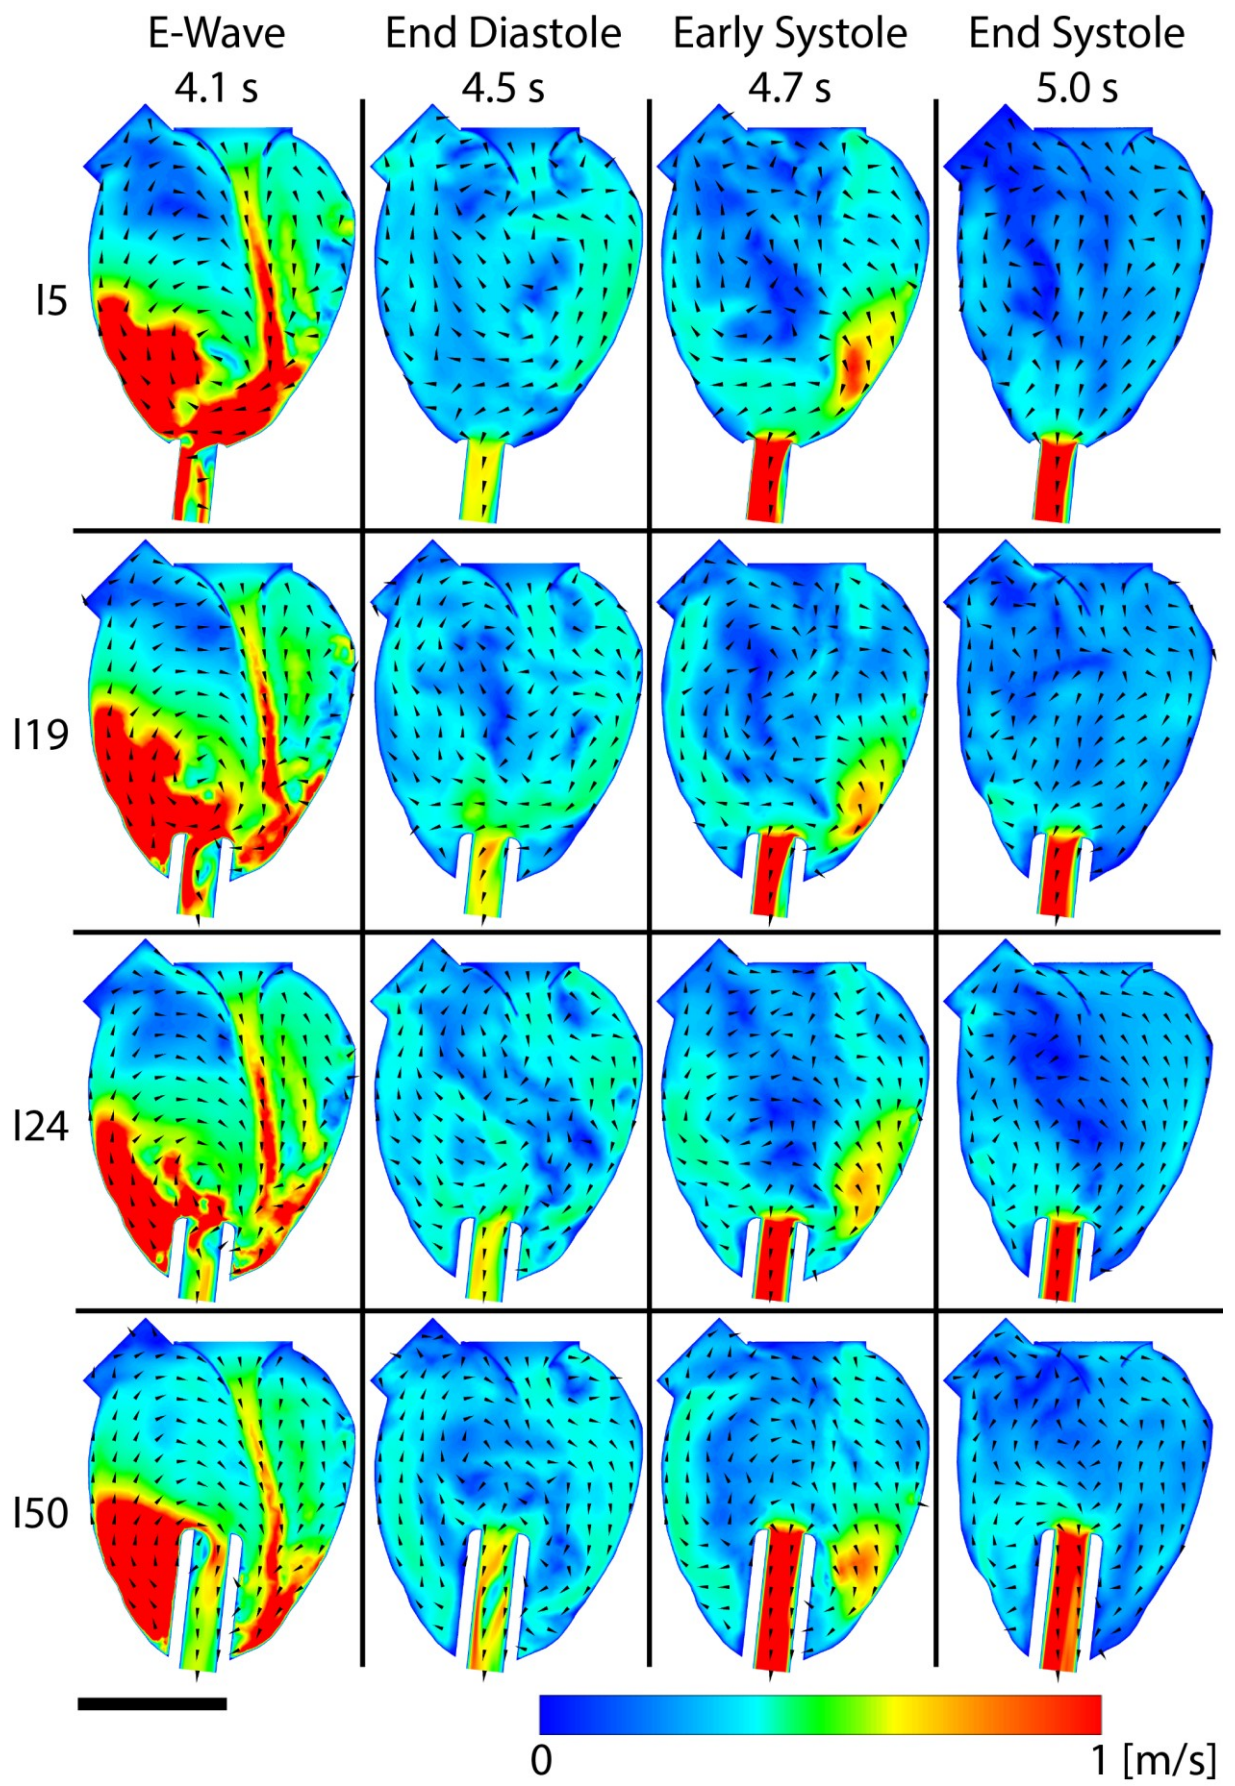 E-Wave End Diastole Early Systole End Systole
4.1 s 4.5 s 4.7 s 5.0 s
I5
I19
I24
I50
0 1 [m/s]